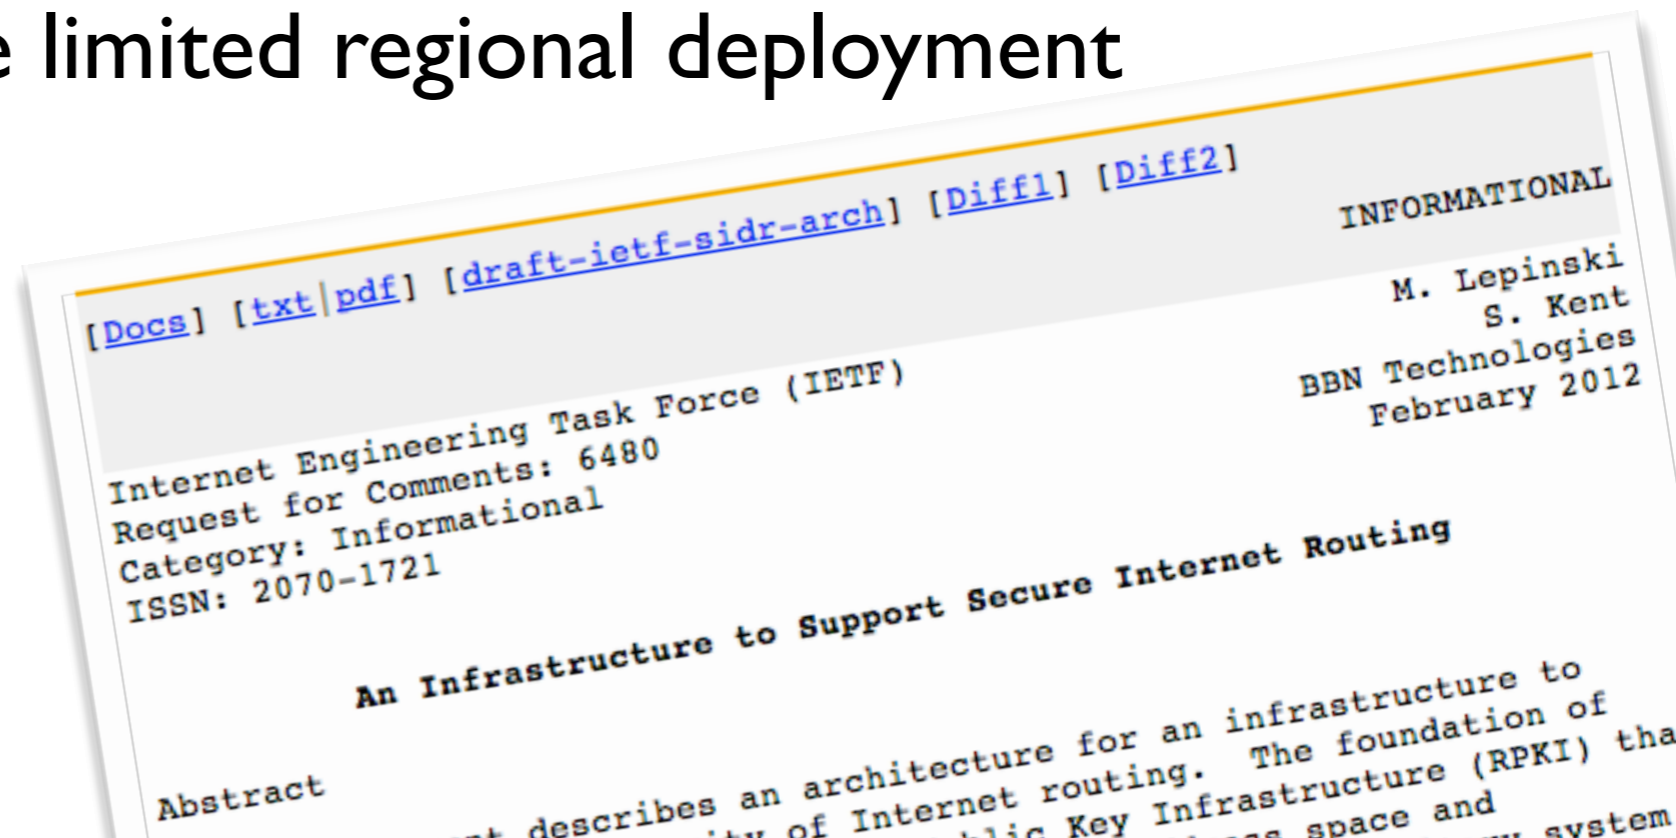 limited regional deployment
[Docs] [txt|pdf] [draft-ietf-sidr-arch] [Diff1] [Diff2]
INFORMATIONAL
M. Lepinski
S. Kent
Internet Engineering Task Force (IETF) BBN Technologies
Request for Comments: 6480 February 2012
Category: Informational
ISSN: 2070-1721
An Infrastructure to Support Secure Internet Routing
Abstract
describes an architecture for an infrastructure to
of Internet routing. The foundation of
Key Infrastructure (RPKI)
space and
system